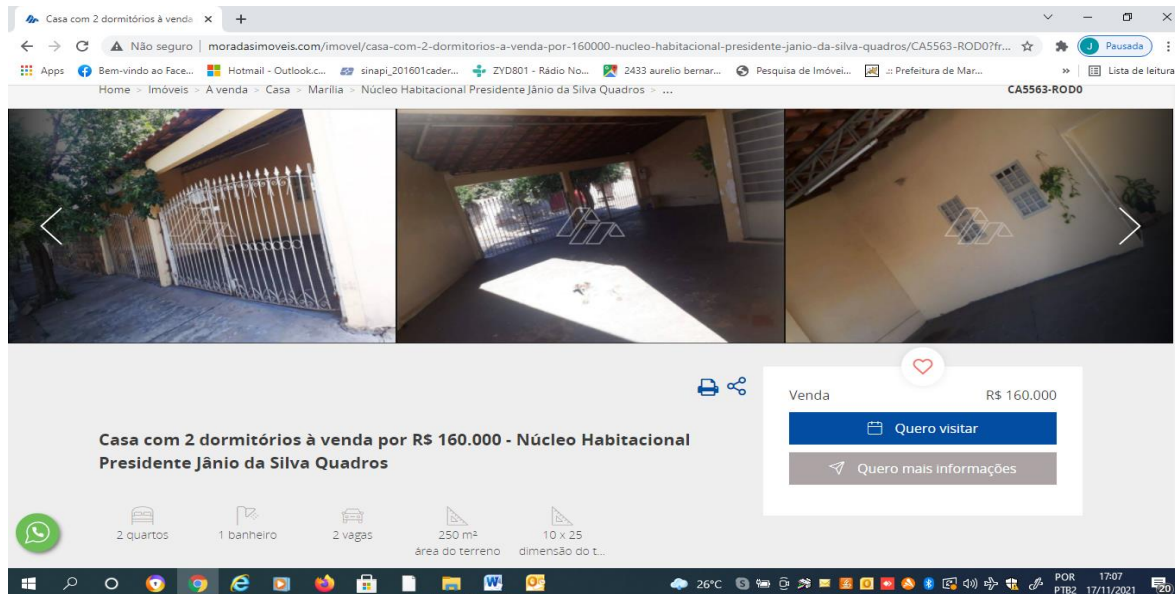 Casa com 2 dormitórios à venda
Não seguro | moradasimoveis.com/imovel/casa-com-2-dormitorios-a-venda-por-160000-nucleo-habitacional-presidente-janio-da-silva-quadros/CA5563-ROD0?fr...
J Pausada
Apps Bem-vindo ao Face... Hotmail - Outlook.c... sinapi_201601cader... ZYD801 - Rádio No... 2433 aurelio bernar... Pesquisa de Imóvei... .:: Prefeitura de Mar... » Lista de leitura
Home > Imóveis > A venda > Casa > Marília > Núcleo Habitacional Presidente Jânio da Silva Quadros > ... CA5563-ROD0
Venda R$ 160.000
Quero visitar
Quero mais informações
Casa com 2 dormitórios à venda por R$ 160.000 - Núcleo Habitacional
Presidente Jânio da Silva Quadros
2 quartos 1 banheiro 2 vagas 250 m² 10 x 25
área do terreno dimensão do t...
26°C POR 17:07
PTB2 17/11/2021 20